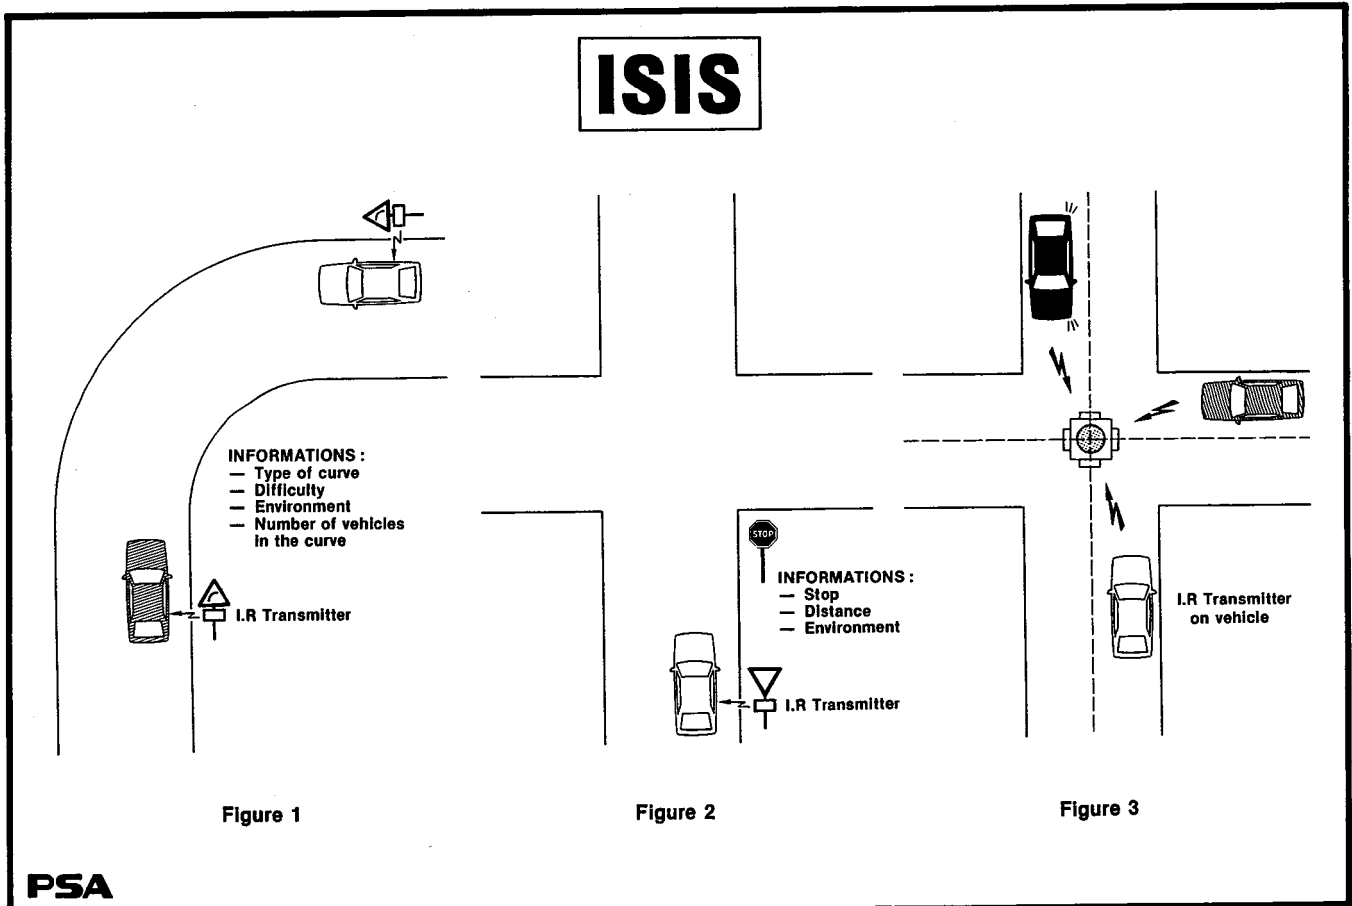 ISIS
INFORMATIONS :
— Type of curve
— Difficulty
— Environment
— Number of vehicles
in the curve
I.R Transmitter
Figure 1
STOP
INFORMATIONS :
— Stop
— Distance
— Environment
I.R Transmitter
Figure 2
I.R Transmitter
on vehicle
Figure 3
PSA